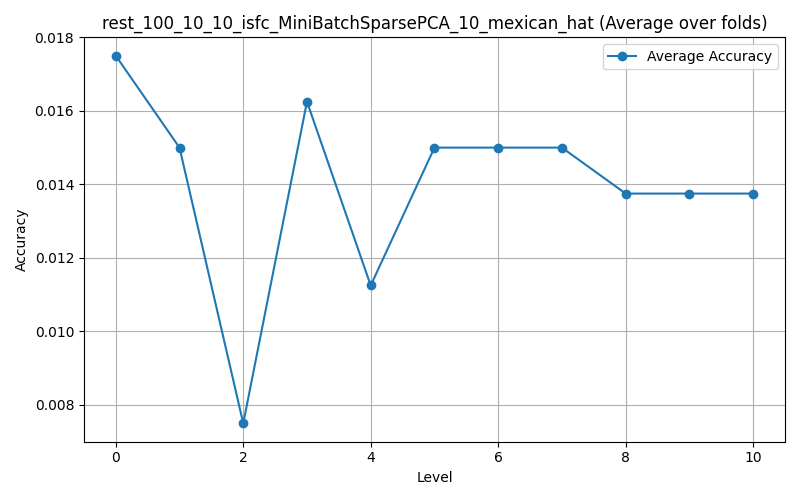 rest_100_10_10_isfc_MiniBatchSparsePCA_10_mexican_hat (Average over folds)
Average Accuracy
0.018
0.016
0.014
0.012
0.010
0.008
Accuracy
0 2 4 6 8 10
Level